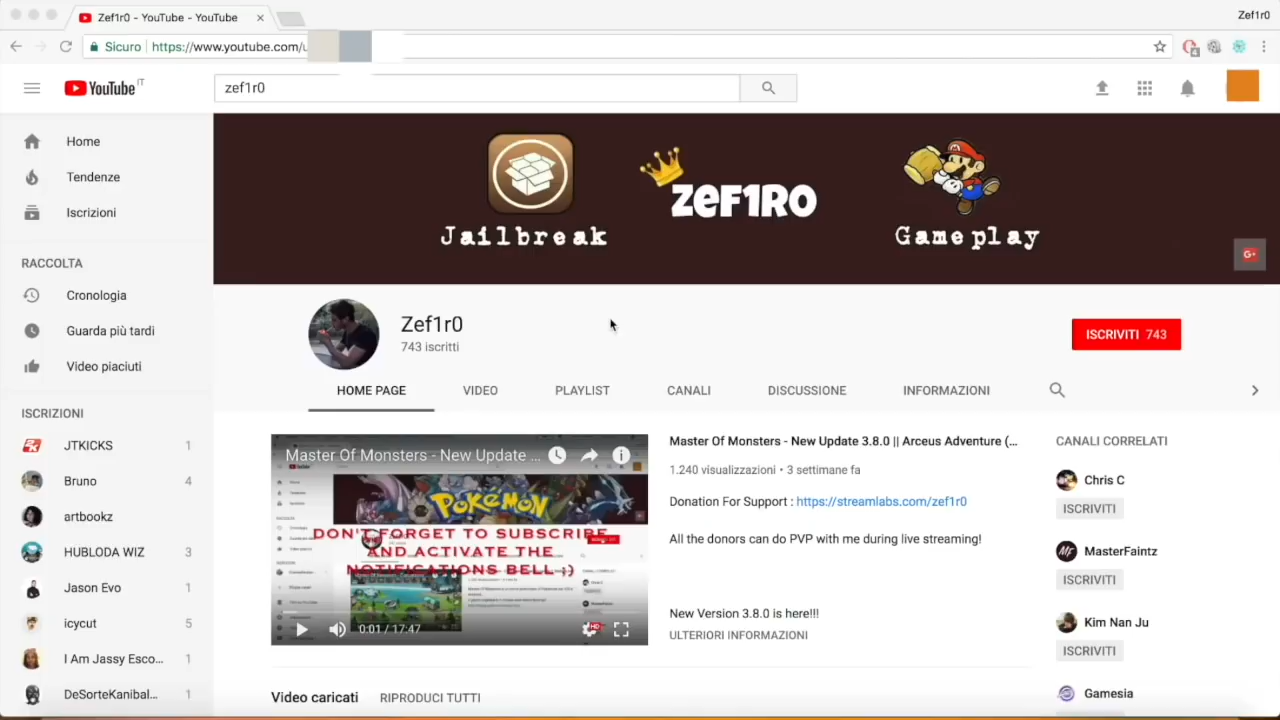 Zef1r0 - YouTube - YouTube
Zef1r0
Sicuro
https://www.youtube.com/u
YouTube IT
zef1r0
Home
Tendenze
Iscrizioni
RACCOLTA
Cronologia
Guarda più tardi
Video piaciuti
ISCRIZIONI
JTKICKS 1
Bruno 4
artbookz
HUBLODA WIZ 3
Jason Evo 1
icycut 5
I Am Jassy Esco... 1
DeSorteKanibal... 1
Jailbreak
ZeF1RO
Gameplay
G+
Zef1r0
743 iscritti
ISCRIVITI 743
HOME PAGE VIDEO PLAYLIST CANALI DISCUSSIONE INFORMAZIONI
Master Of Monsters - New Update ...
POKéMON
DON'T FORGET TO SUBSCRIBE
AND ACTIVATE THE
NOTIFICATIONS BELL ;)
0:01 / 17:47
HD
Master Of Monsters - New Update 3.8.0 || Arceus Adventure (...
1.240 visualizzazioni • 3 settimane fa
Donation For Support : https://streamlabs.com/zef1r0
All the donors can do PVP with me during live streaming!
New Version 3.8.0 is here!!!
ULTERIORI INFORMAZIONI
CANALI CORRELATI
Chris C
ISCRIVITI
MasterFaintz
ISCRIVITI
Kim Nan Ju
ISCRIVITI
Gamesia
Video caricati RIPRODUCI TUTTI